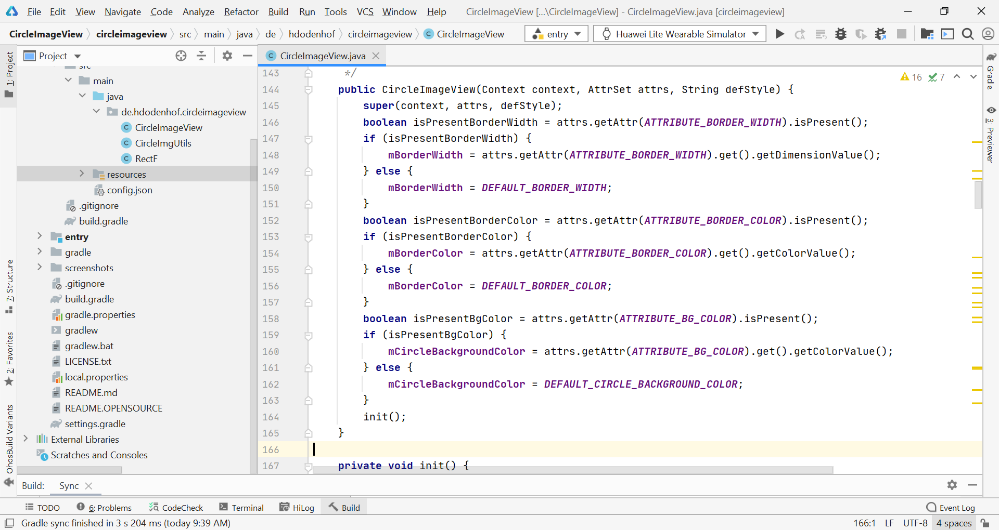 File Edit View Navigate Code Analyze Refactor Build Run Tools VCS Window Help CircleImageView [...\CircleImageView] - CircleImageView.java [circleimageview]
CircleImageView circleimageview src main java de hdodenhof circleimageview CircleImageView entry Huawei Lite Wearable Simulator
Project CircleImageView.java
1: Project
Z: Structure
2: Favorites
OhosBuild Variants
src
main
java
de.hdodenhof.circleimageview
CircleImageView
CircleImgUtils
RectF
resources
config.json
.gitignore
build.gradle
entry
gradle
screenshots
.gitignore
build.gradle
gradle.properties
gradlew
gradlew.bat
LICENSE.txt
local.properties
README.md
README.OPENSOURCE
settings.gradle
External Libraries
Scratches and Consoles
143 */
144 public CircleImageView(Context context, AttrSet attrs, String defStyle) {
145 super(context, attrs, defStyle);
146 boolean isPresentBorderWidth = attrs.getAttr(ATTRIBUTE_BORDER_WIDTH).isPresent();
147 if (isPresentBorderWidth) {
148 mBorderWidth = attrs.getAttr(ATTRIBUTE_BORDER_WIDTH).get().getDimensionValue();
149 } else {
150 mBorderWidth = DEFAULT_BORDER_WIDTH;
151 }
152 boolean isPresentBorderColor = attrs.getAttr(ATTRIBUTE_BORDER_COLOR).isPresent();
153 if (isPresentBorderColor) {
154 mBorderColor = attrs.getAttr(ATTRIBUTE_BORDER_COLOR).get().getColorValue();
155 } else {
156 mBorderColor = DEFAULT_BORDER_COLOR;
157 }
158 boolean isPresentBgColor = attrs.getAttr(ATTRIBUTE_BG_COLOR).isPresent();
159 if (isPresentBgColor) {
160 mCircleBackgroundColor = attrs.getAttr(ATTRIBUTE_BG_COLOR).get().getColorValue();
161 } else {
162 mCircleBackgroundColor = DEFAULT_CIRCLE_BACKGROUND_COLOR;
163 }
164 init();
165 }
166
167 private void init() {
16 7
Gradle
Previewer
Build: Sync
TODO 6: Problems CodeCheck Terminal HiLog Build Event Log
Gradle sync finished in 3 s 204 ms (today 9:39 AM) 166:1 LF UTF-8 4 spaces